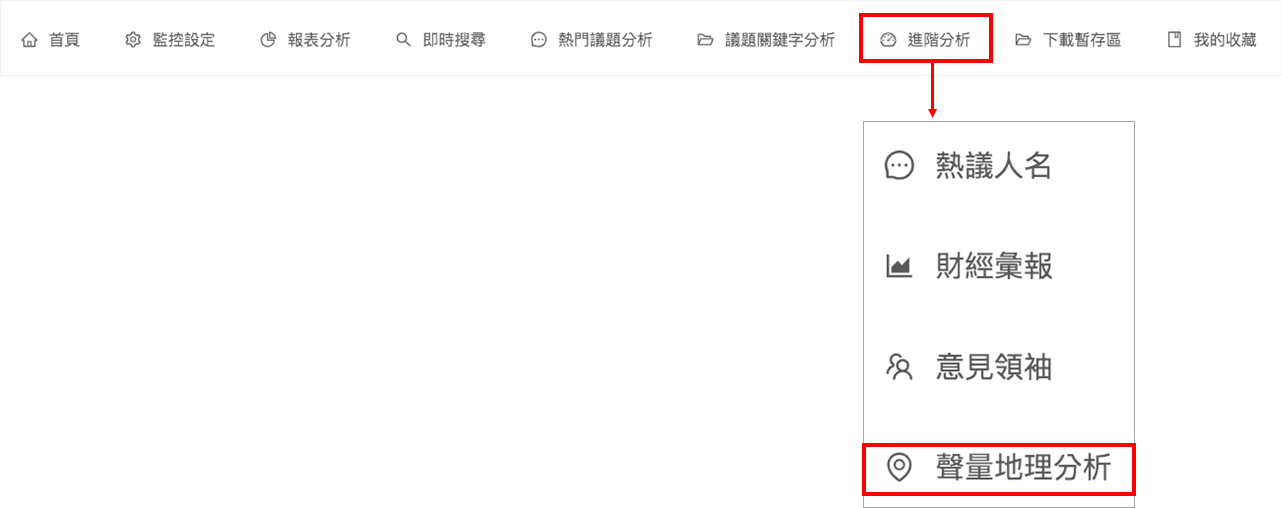 首頁 監控設定 報表分析 即時搜尋 熱門議題分析 議題關鍵字分析 進階分析 下載暫存區 我的收藏
熱議人名
財經彙報
意見領袖
聲量地理分析